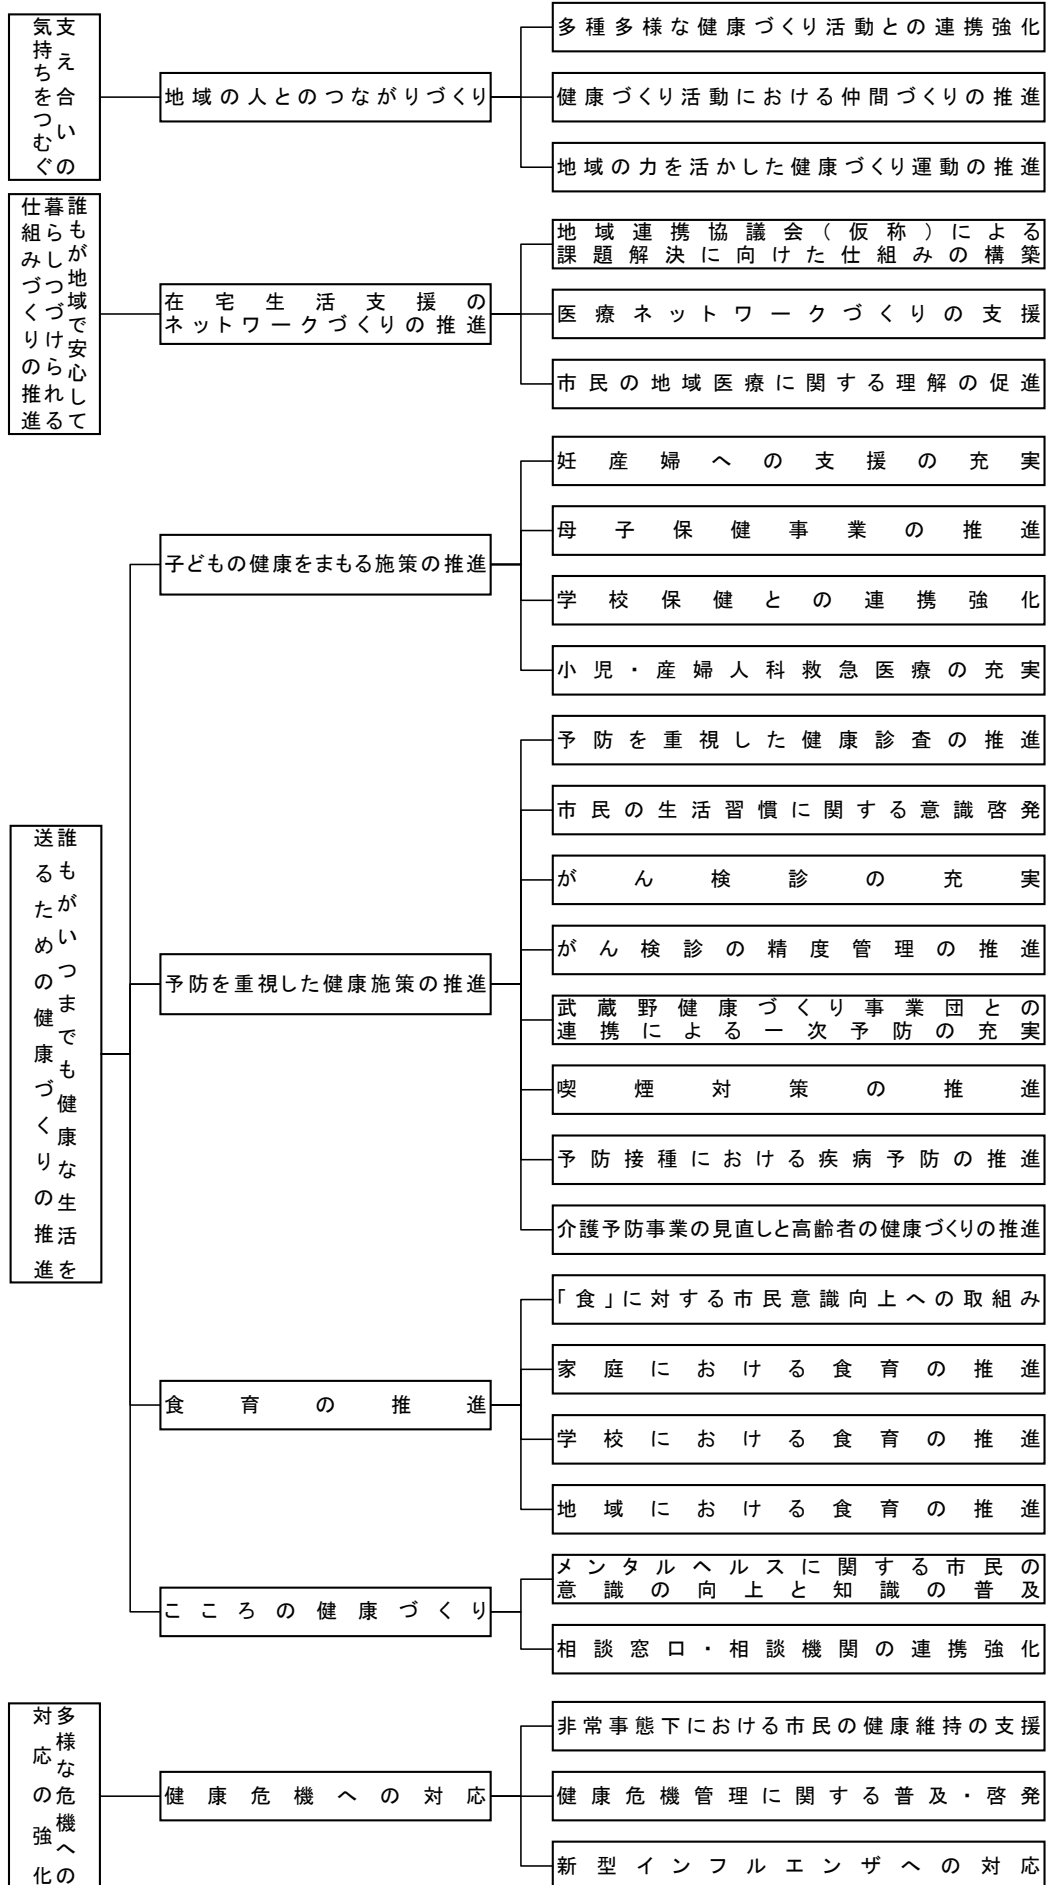 支え合いの
気持ちをつむぐ
地域の人とのつながりづくり
多種多様な健康づくり活動との連携強化
健康づくり活動における仲間づくりの推進
地域の力を活かした健康づくり運動の推進
誰もが地域で安心して
暮らしつづけられる
仕組みづくりの推進
在宅生活支援の
ネットワークづくりの推進
地域連携協議会(仮称)による
課題解決に向けた仕組みの構築
医療ネットワークづくりの支援
市民の地域医療に関する理解の促進
誰もがいつまでも健康な生活を
送るための健康づくりの推進
子どもの健康をまもる施策の推進
妊産婦への支援の充実
母子保健事業の推進
学校保健との連携強化
小児・産婦人科救急医療の充実
予防を重視した健康施策の推進
予防を重視した健康診査の推進
市民の生活習慣に関する意識啓発
がん検診の充実
がん検診の精度管理の推進
武蔵野健康づくり事業団との
連携による一次予防の充実
喫煙対策の推進
予防接種における疾病予防の推進
介護予防事業の見直しと高齢者の健康づくりの推進
食育の推進
「食」に対する市民意識向上への取組み
家庭における食育の推進
学校における食育の推進
地域における食育の推進
こころの健康づくり
メンタルヘルスに関する市民の
意識の向上と知識の普及
相談窓口・相談機関の連携強化
多様な危機への
対応の強化
健康危機への対応
非常事態下における市民の健康維持の支援
健康危機管理に関する普及・啓発
新型インフルエンザへの対応